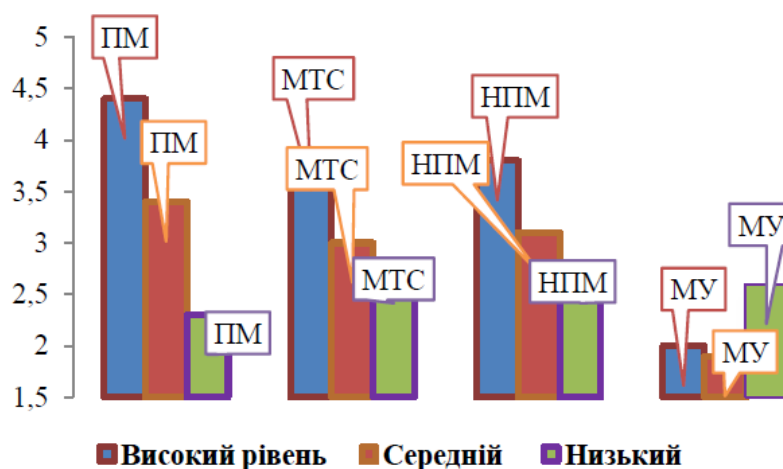 5
4,5
4
3,5
3
2,5
2
1,5
ПМ
ПМ
ПМ
МТС
МТС
МТС
НПМ
НПМ
НПМ
МУ
МУ
МУ
Високий рівень Середній Низький